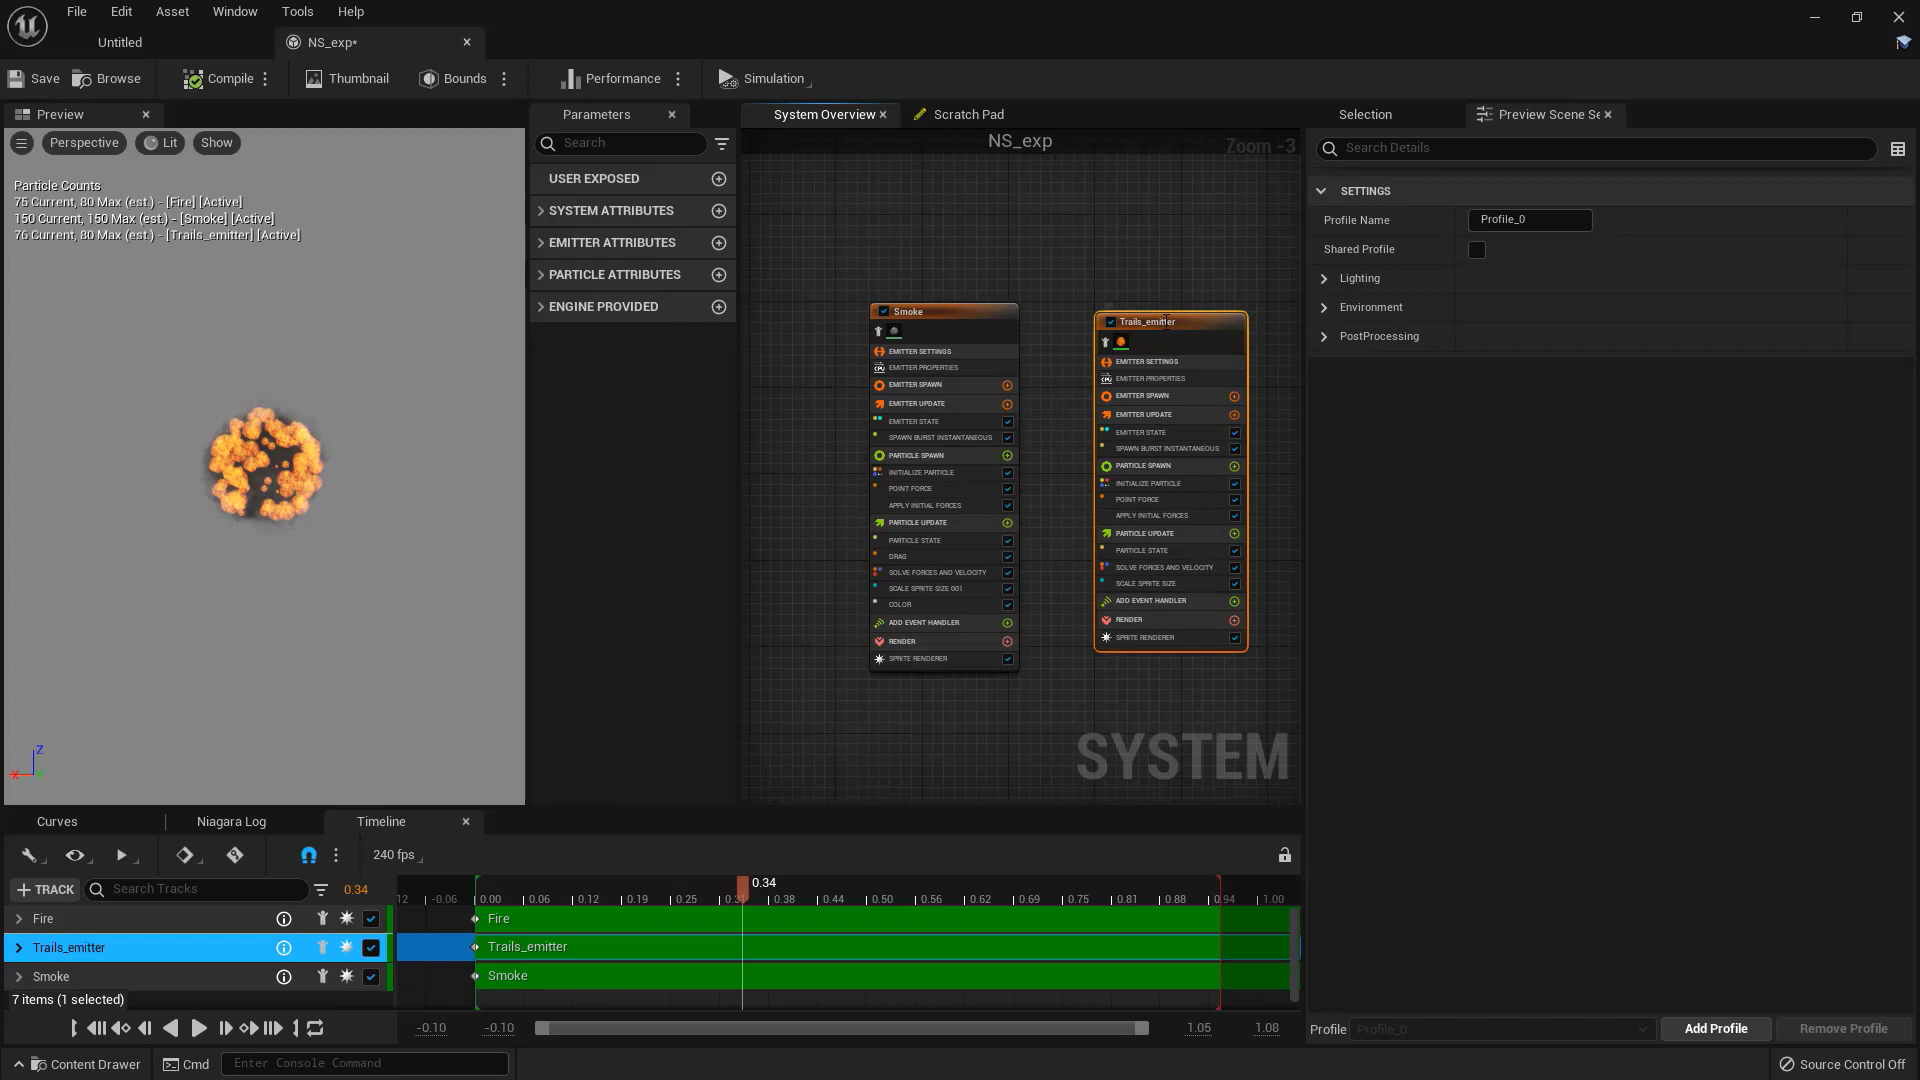 File Edit Asset Window Tools Help
Untitled
NS_exp*
Save Browse Compile Thumbnail Bounds Performance Simulation
Preview
Parameters
System Overview
Scratch Pad
Selection
Preview Scene Se
Perspective Lit Show
Search
NS_exp
Zoom -3
Search Details
Particle Counts
75 Current, 80 Max (est.) - [Fire] [Active]
150 Current, 150 Max (est.) - [Smoke] [Active]
76 Current, 80 Max (est.) - [Trails_emitter] [Active]
USER EXPOSED
SYSTEM ATTRIBUTES
EMITTER ATTRIBUTES
PARTICLE ATTRIBUTES
ENGINE PROVIDED
Smoke
EMITTER SETTINGS
EMITTER PROPERTIES
EMITTER SPAWN
EMITTER UPDATE
EMITTER STATE
SPAWN BURST INSTANTANEOUS
PARTICLE SPAWN
INITIALIZE PARTICLE
POINT FORCE
APPLY INITIAL FORCES
PARTICLE UPDATE
PARTICLE STATE
DRAG
SOLVE FORCES AND VELOCITY
SCALE SPRITE SIZE 001
COLOR
ADD EVENT HANDLER
RENDER
SPRITE RENDERER
Trails_emitter
EMITTER SETTINGS
EMITTER PROPERTIES
EMITTER SPAWN
EMITTER UPDATE
EMITTER STATE
SPAWN BURST INSTANTANEOUS
PARTICLE SPAWN
INITIALIZE PARTICLE
POINT FORCE
APPLY INITIAL FORCES
PARTICLE UPDATE
PARTICLE STATE
SOLVE FORCES AND VELOCITY
SCALE SPRITE SIZE
ADD EVENT HANDLER
RENDER
SPRITE RENDERER
SYSTEM
SETTINGS
Profile Name Profile_0
Shared Profile
Lighting
Environment
PostProcessing
Curves
Niagara Log
Timeline
240 fps
TRACK
Search Tracks
0.34
0.34
12 -0.06 0.00 0.06 0.12 0.19 0.25 0.3 0.38 0.44 0.50 0.56 0.62 0.69 0.75 0.81 0.88 0.94 1.00
Fire
Fire
Trails_emitter
Trails_emitter
Smoke
Smoke
7 items (1 selected)
-0.10 -0.10 1.05 1.08
Profile Profile_0 Add Profile Remove Profile
Content Drawer Cmd Enter Console Command Source Control Off